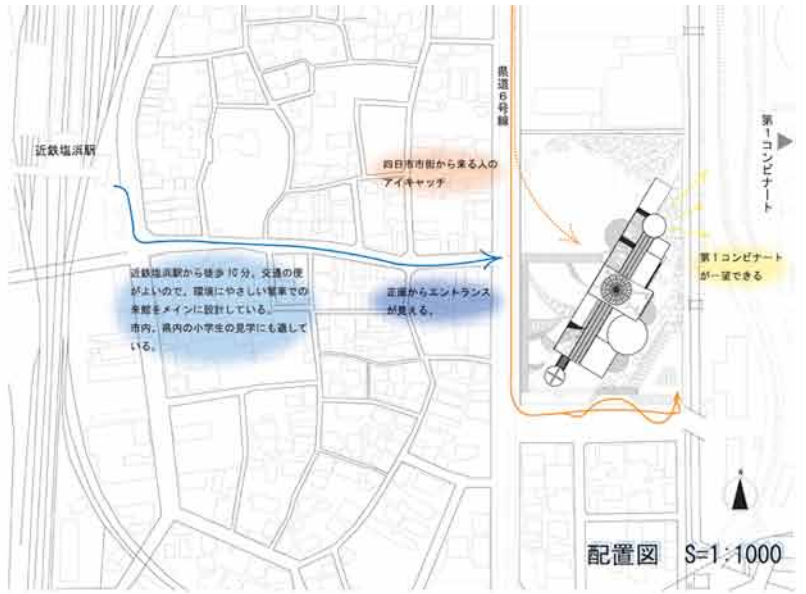 近鉄塩浜駅
県道6号線
第1コンビナート
四日市市街から来る人の
アイキャッチ
第1コンビナート
が一望できる
近鉄塩浜駅から徒歩10分。交通の便
がよいので、環境にやさしい電車での
来館をメインに設計している。
市内、県内の小学生の見学にも適して
いる。
正面からエントランス
が見える。
配置図 S=1:1000